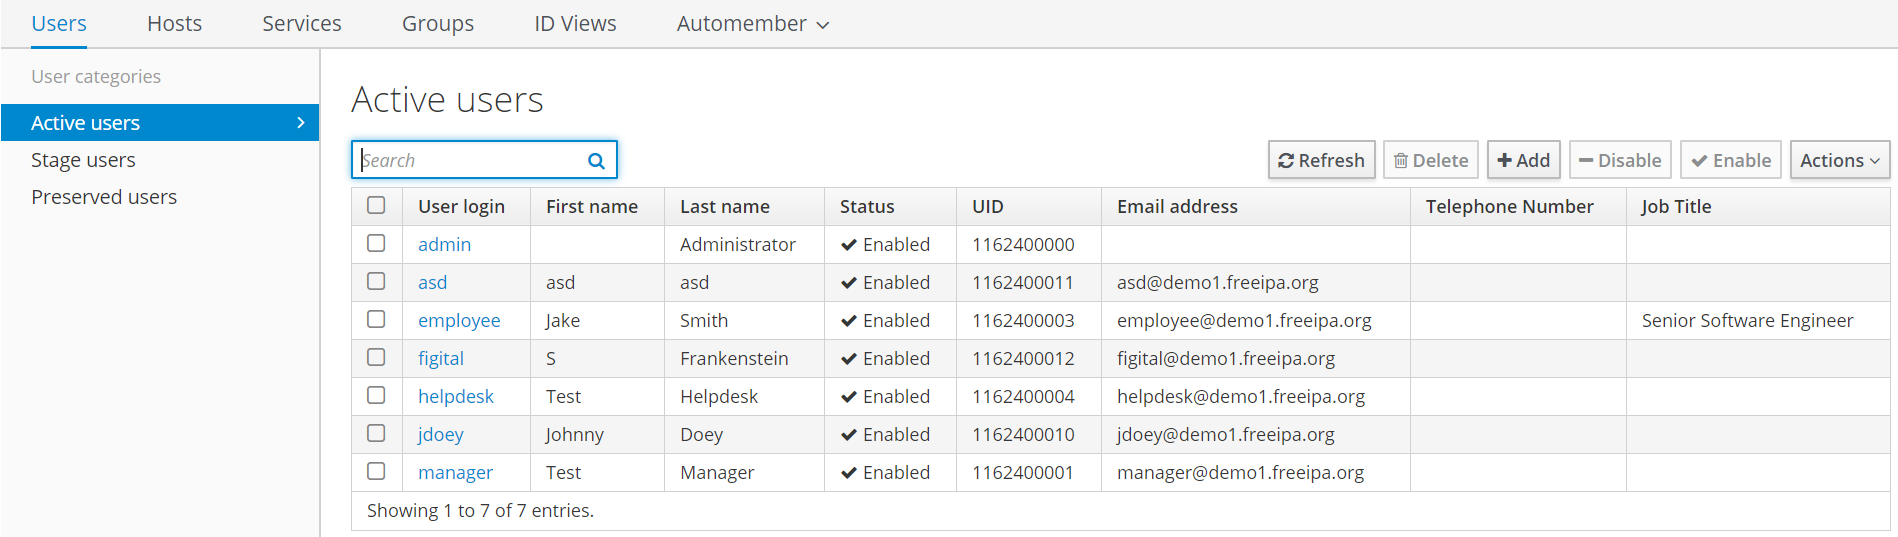 Users Hosts Services Groups ID Views Automember
User categories
Active users
Stage users
Preserved users
Active users
Search Refresh Delete Add Disable Enable Actions
User login First name Last name Status UID Email address Telephone Number Job Title
admin Administrator Enabled 1162400000
asd asd asd Enabled 1162400011 asd@demo1.freeipa.org
employee Jake Smith Enabled 1162400003 employee@demo1.freeipa.org Senior Software Engineer
figital S Frankenstein Enabled 1162400012 figital@demo1.freeipa.org
helpdesk Test Helpdesk Enabled 1162400004 helpdesk@demo1.freeipa.org
jdoey Johnny Doey Enabled 1162400010 jdoey@demo1.freeipa.org
manager Test Manager Enabled 1162400001 manager@demo1.freeipa.org
Showing 1 to 7 of 7 entries.